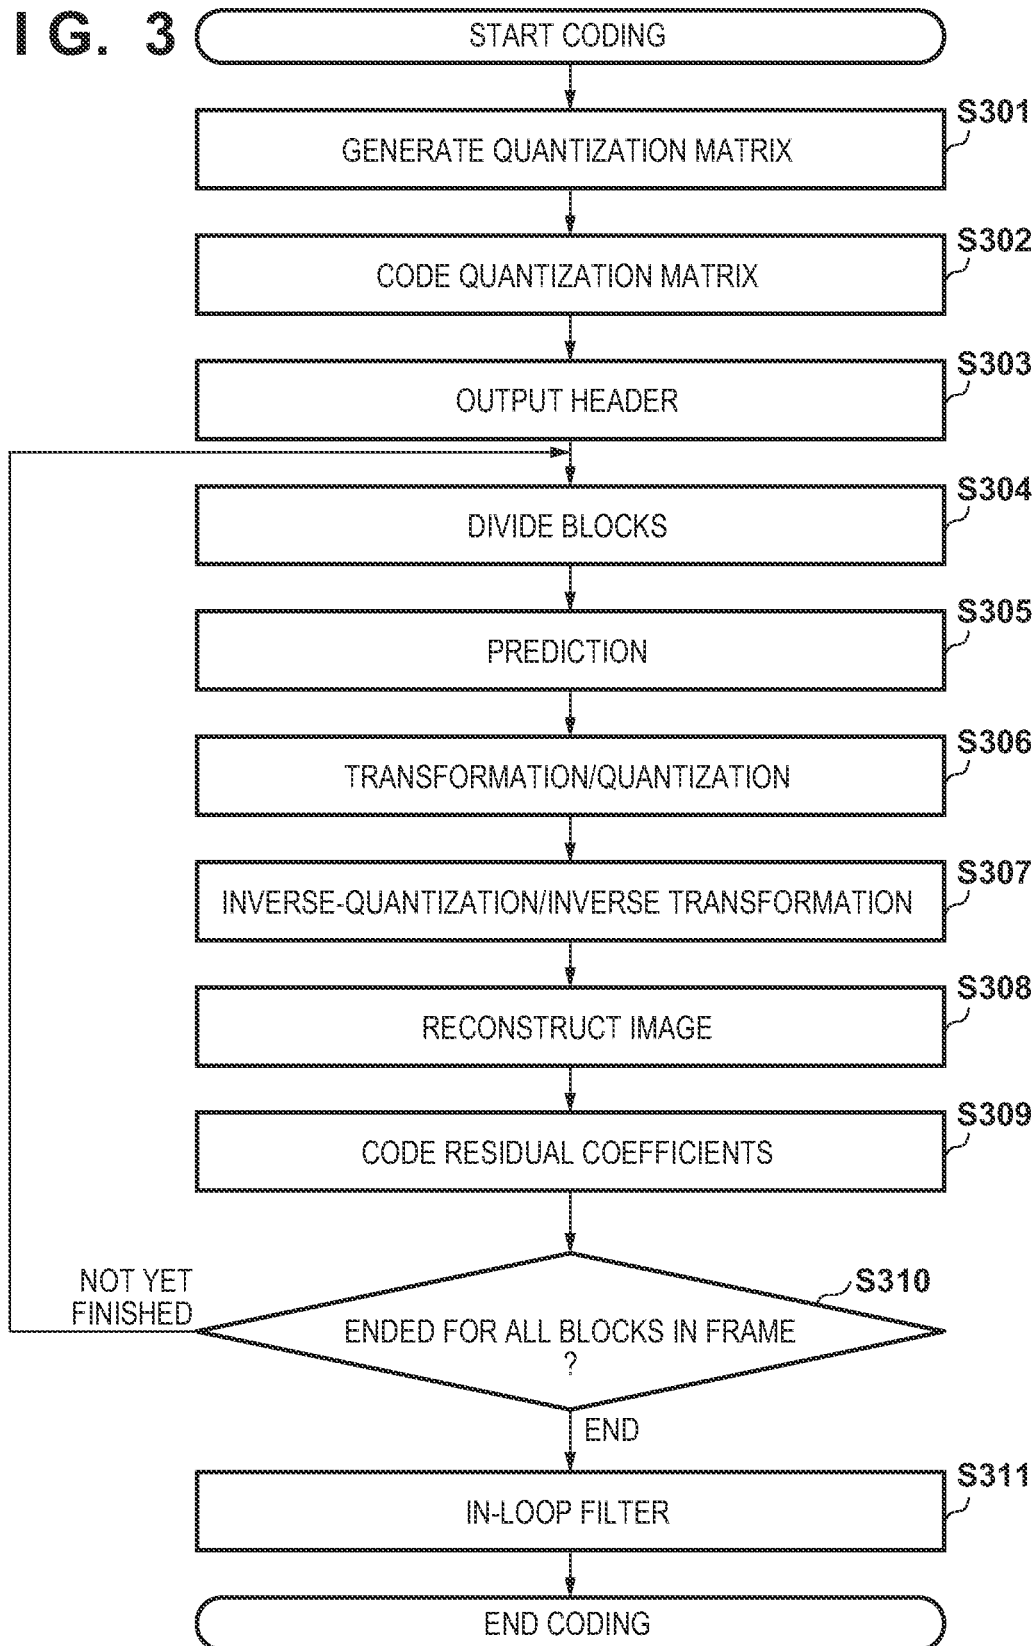 IG. 3
START CODING
S301
GENERATE QUANTIZATION MATRIX
S302
CODE QUANTIZATION MATRIX
S303
OUTPUT HEADER
S304
DIVIDE BLOCKS
S305
PREDICTION
S306
TRANSFORMATION/QUANTIZATION
S307
INVERSE-QUANTIZATION/INVERSE TRANSFORMATION
S308
RECONSTRUCT IMAGE
S309
CODE RESIDUAL COEFFICIENTS
NOT YET
FINISHED
S310
ENDED FOR ALL BLOCKS IN FRAME
?
END
S311
IN-LOOP FILTER
END CODING